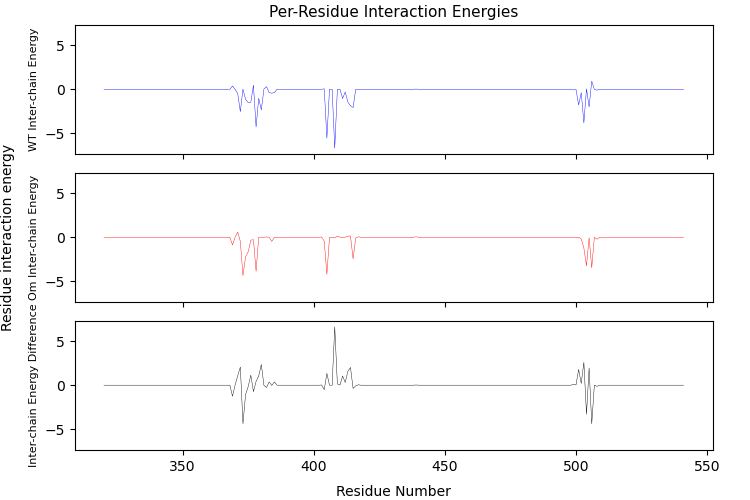 Per-Residue Interaction Energies
Residue interaction energy
WT Inter-chain Energy
5
0
−5
Om Inter-chain Energy
5
0
−5
Inter-chain Energy Difference
5
0
−5
350
400
450
500
550
Residue Number